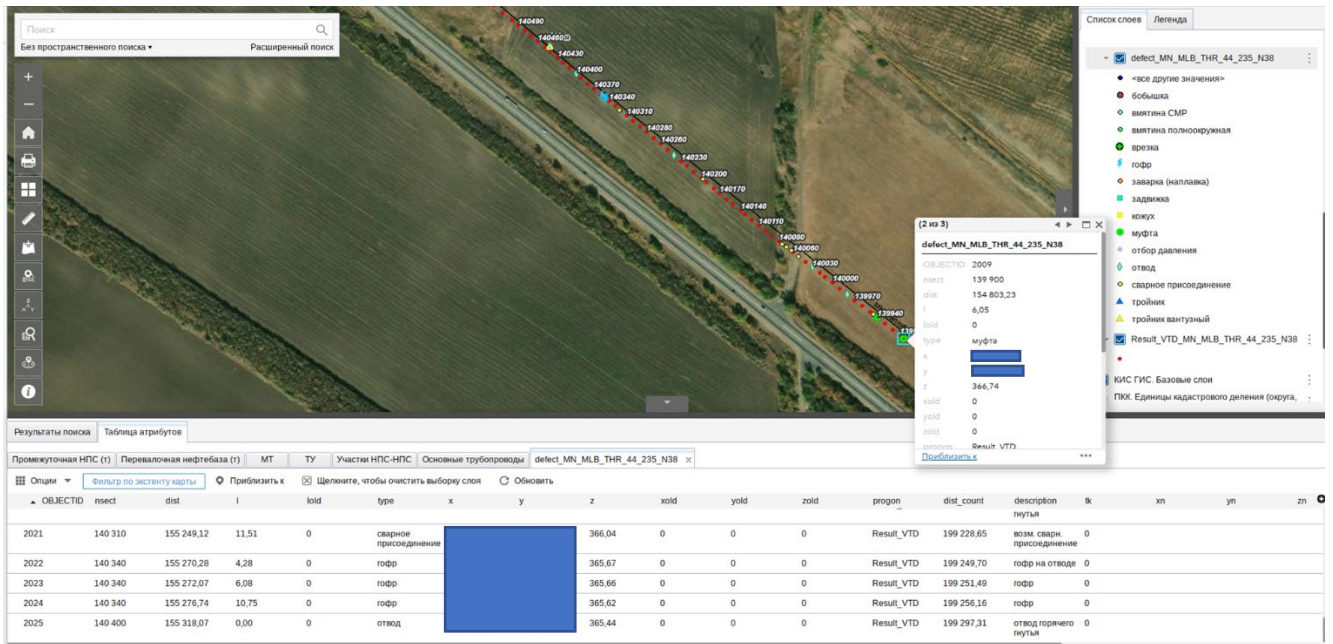 Поиск
Без пространственного поиска ▾ Расширенный поиск
140490
140460
140430
140400
140370
140340
140310
140280
140260
140230
140200
140170
140140
140110
140080
140060
140030
140000
139970
139940
Список слоев Легенда
defect_MN_MLB_THR_44_235_N38
<все другие значения>
бобышка
вмятина СМР
вмятина полноокружная
врезка
гофр
заварка (наплавка)
задвижка
кожух
муфта
отбор давления
отвод
сварное присоединение
тройник
тройник вантузный
Result_VTD_MN_MLB_THR_44_235_N38
КИС ГИС. Базовые слои
ПКК. Единицы кадастрового деления (округа,
(2 из 3)
defect_MN_MLB_THR_44_235_N38
OBJECTID 2009
nsect 139 900
dist 154 803,23
l 6,05
lold 0
type муфта
x
y
z 366,74
xold 0
yold 0
zold 0
progon Result_VTD
Приблизить к
Результаты поиска Таблица атрибутов
Промежуточная НПС (т) Перевалочная нефтебаза (т) МТ ТУ Участки НПС-НПС Основные трубопроводы defect_MN_MLB_THR_44_235_N38
Опции Фильтр по экстенту карты Приблизить к Щелкните, чтобы очистить выборку слоя Обновить
OBJECTID nsect dist l lold type x y z xold yold zold progon dist_count description tk xn yn zn
гнутья
2021 140 310 155 249,12 11,51 0 сварное присоединение 366,04 0 0 0 Result_VTD 199 228,65 возм. сварн. присоединение 0
2022 140 340 155 270,28 4,28 0 гофр 365,67 0 0 0 Result_VTD 199 249,70 гофр на отводе 0
2023 140 340 155 272,07 6,08 0 гофр 365,66 0 0 0 Result_VTD 199 251,49 гофр 0
2024 140 340 155 276,74 10,75 0 гофр 365,62 0 0 0 Result_VTD 199 256,16 гофр 0
2025 140 400 155 318,07 0,00 0 отвод 365,44 0 0 0 Result_VTD 199 297,31 отвод горячего гнутья 0